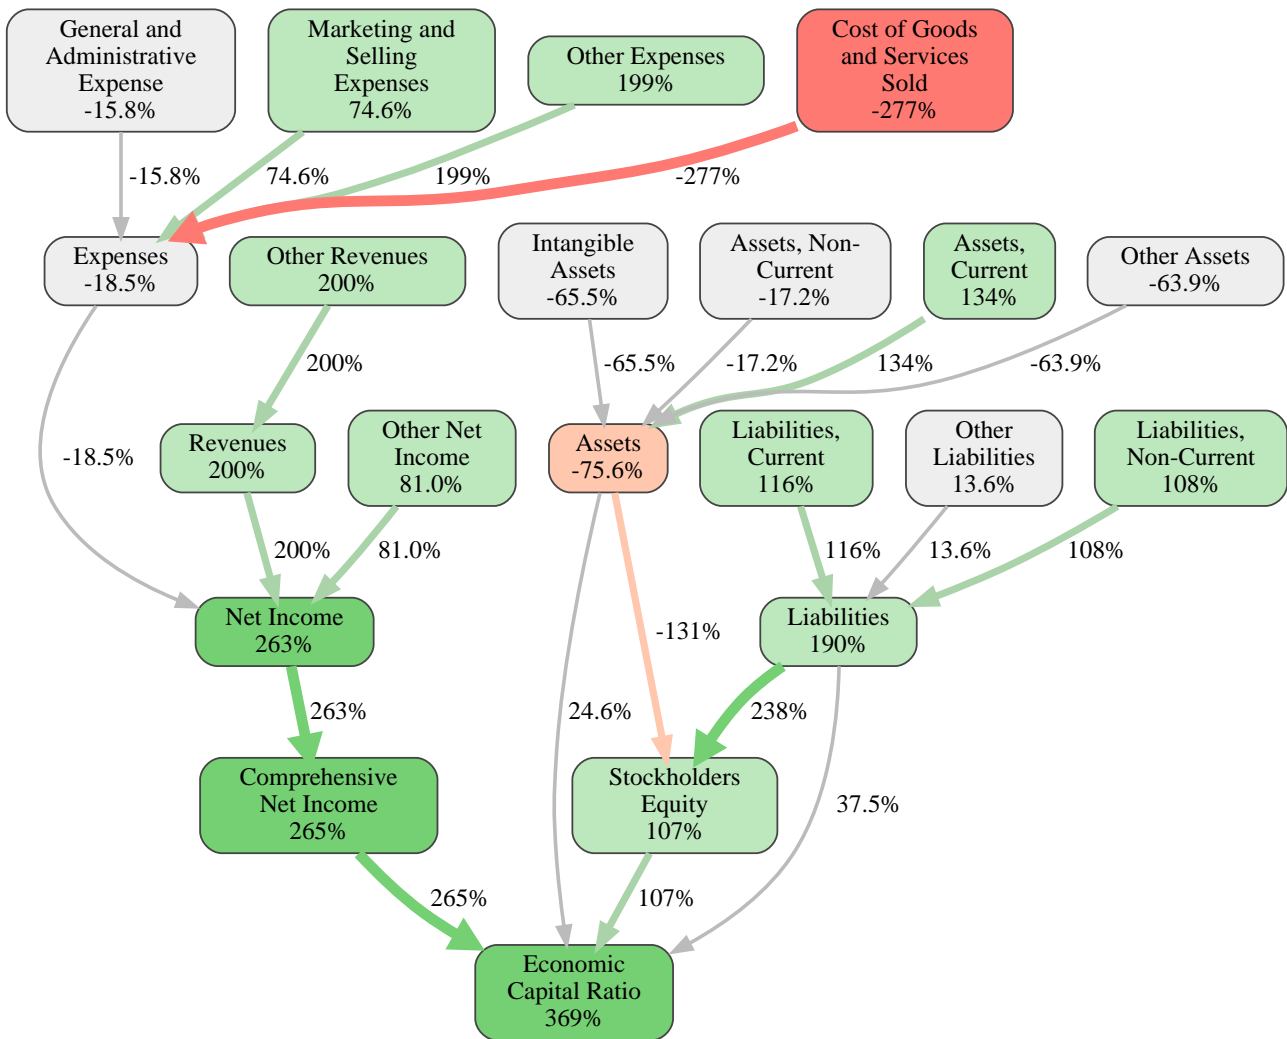 General and
Administrative
Expense
-15.8%
Marketing and
Selling
Expenses
74.6%
Other Expenses
199%
Cost of Goods
and Services
Sold
-277%
-15.8%
74.6%
199%
-277%
Expenses
-18.5%
Other Revenues
200%
Intangible
Assets
-65.5%
Assets, Non-
Current
-17.2%
Assets,
Current
134%
Other Assets
-63.9%
200%
-65.5%
-17.2%
134%
-63.9%
-18.5%
Revenues
200%
Other Net
Income
81.0%
Assets
-75.6%
Liabilities,
Current
116%
Other
Liabilities
13.6%
Liabilities,
Non-Current
108%
200%
81.0%
116%
13.6%
108%
Net Income
263%
-131%
Liabilities
190%
263%
24.6%
238%
Comprehensive
Net Income
265%
Stockholders
Equity
107%
37.5%
265%
107%
Economic
Capital Ratio
369%